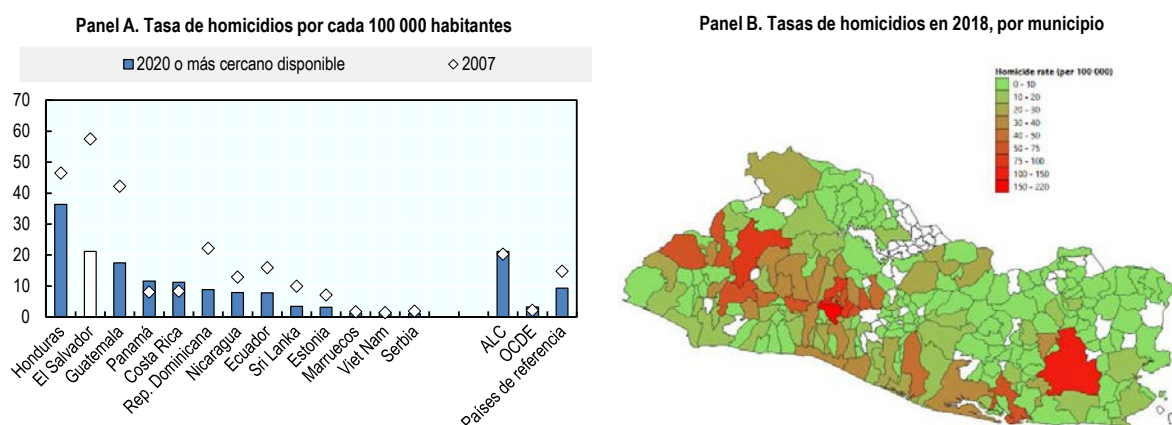 Panel A. Tasa de homicidios por cada 100 000 habitantes
2020 o más cercano disponible
2007
70
60
50
40
30
20
10
0
Honduras
El Salvador
Guatemala
Panamá
Costa Rica
Rep. Dominicana
Nicaragua
Ecuador
Sri Lanka
Estonia
Marruecos
Viet Nam
Serbia
ALC
OCDE
Países de referencia
Panel B. Tasas de homicidios en 2018, por municipio
Homicide rate (per 100 000)
0 - 10
10 - 20
20 - 30
30 - 40
40 - 50
50 - 75
75 - 100
100 - 150
150 - 220